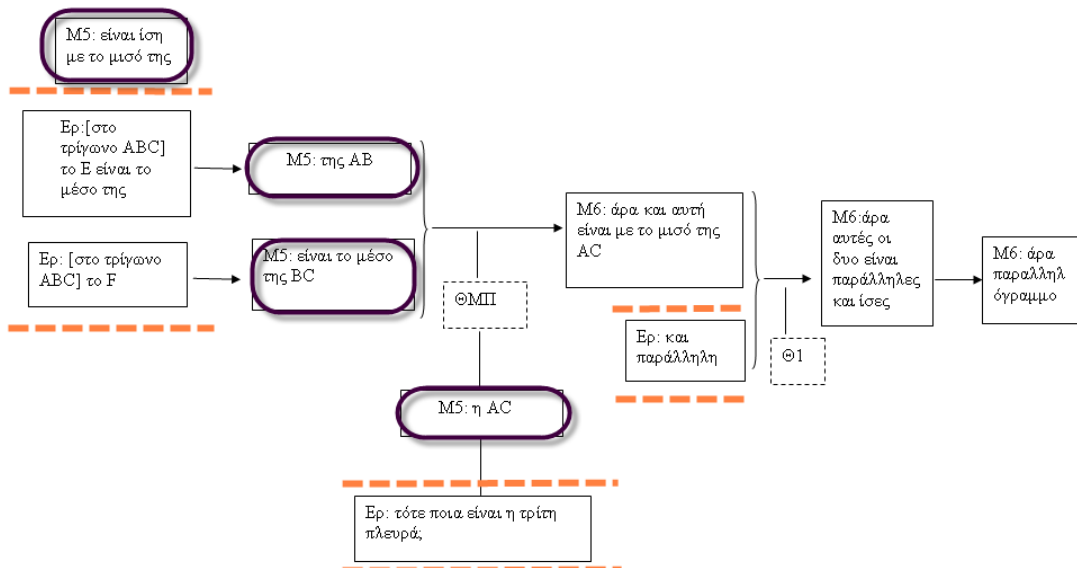 Μ5: είναι ίση
με το μισό της
Ερ:[στο
τρίγωνο ABC]
το Ε είναι το
μέσο της
Μ5: της ΑΒ
Ερ: [στο τρίγωνο
ABC] το F
Μ5: είναι το μέσο
της BC
ΘΜΠ
Μ5: η AC
Ερ: τότε ποια είναι η τρίτη
πλευρά;
Μ6: άρα και αυτή
είναι με το μισό της
AC
Ερ: και
παράλληλη
Θ1
Μ6:άρα
αυτές οι
δυο είναι
παράλληλες
και ίσες
Μ6: άρα
παραλληλ
όγραμμο